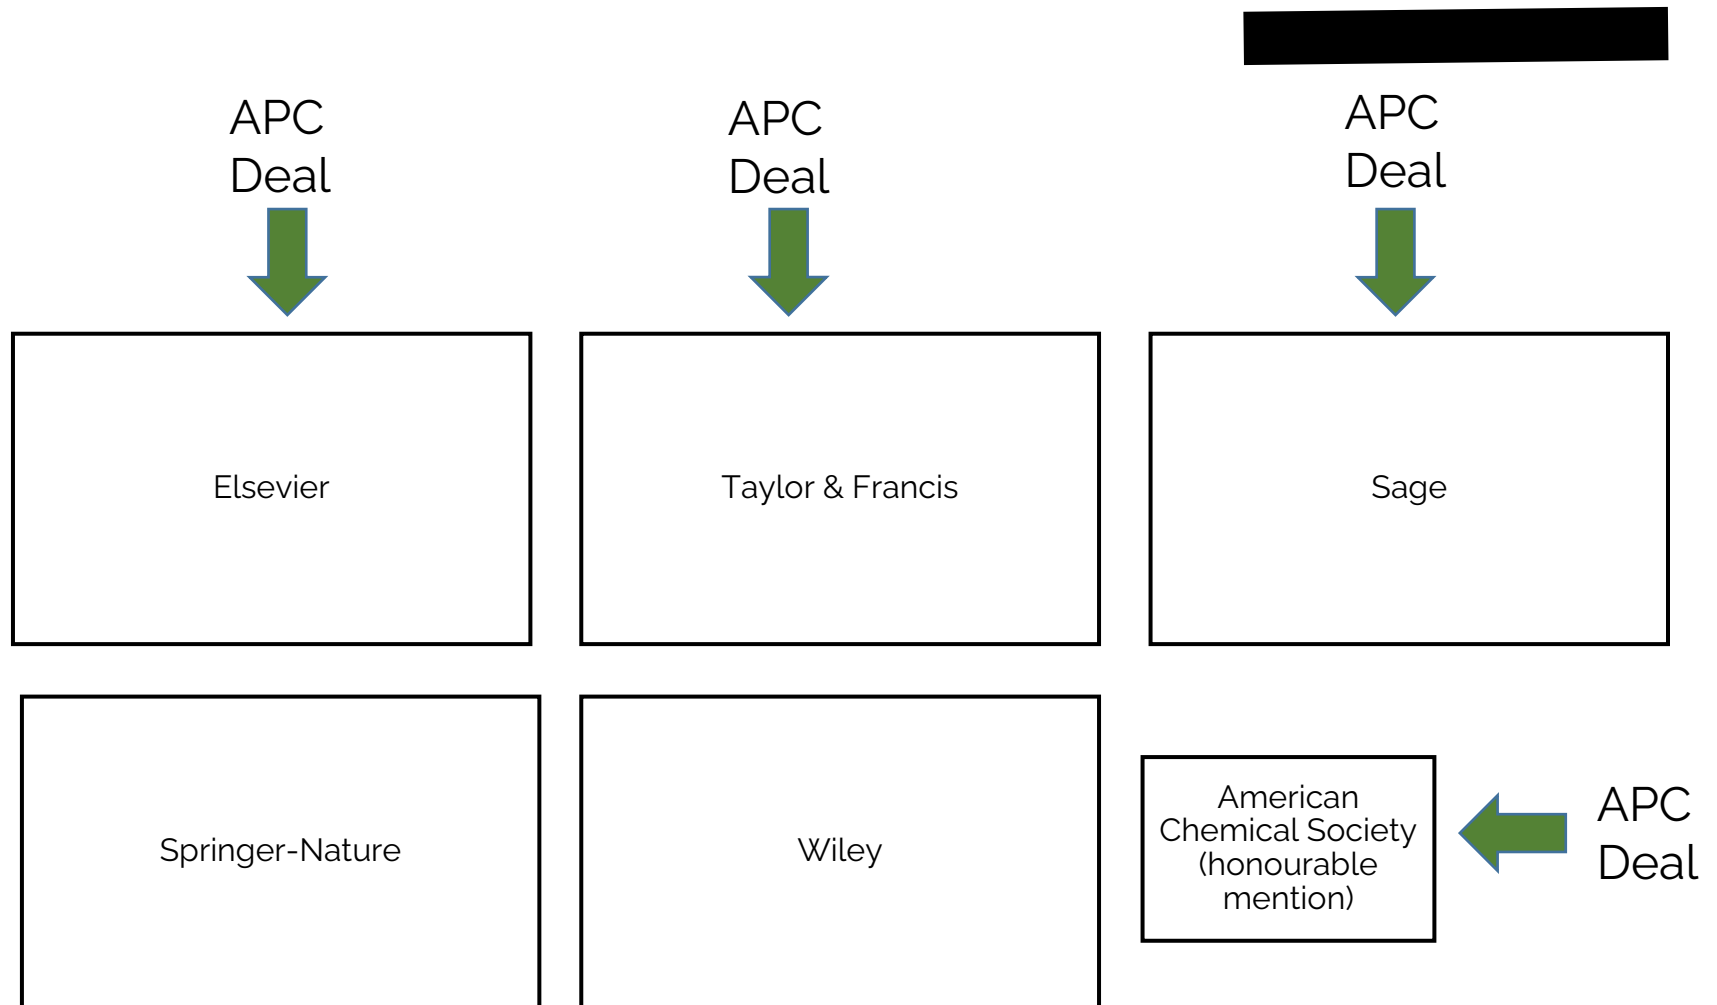 APC
Deal
APC
Deal
APC
Deal
Elsevier
Taylor & Francis
Sage
Springer-Nature
Wiley
American
Chemical Society
(honourable
mention)
APC
Deal